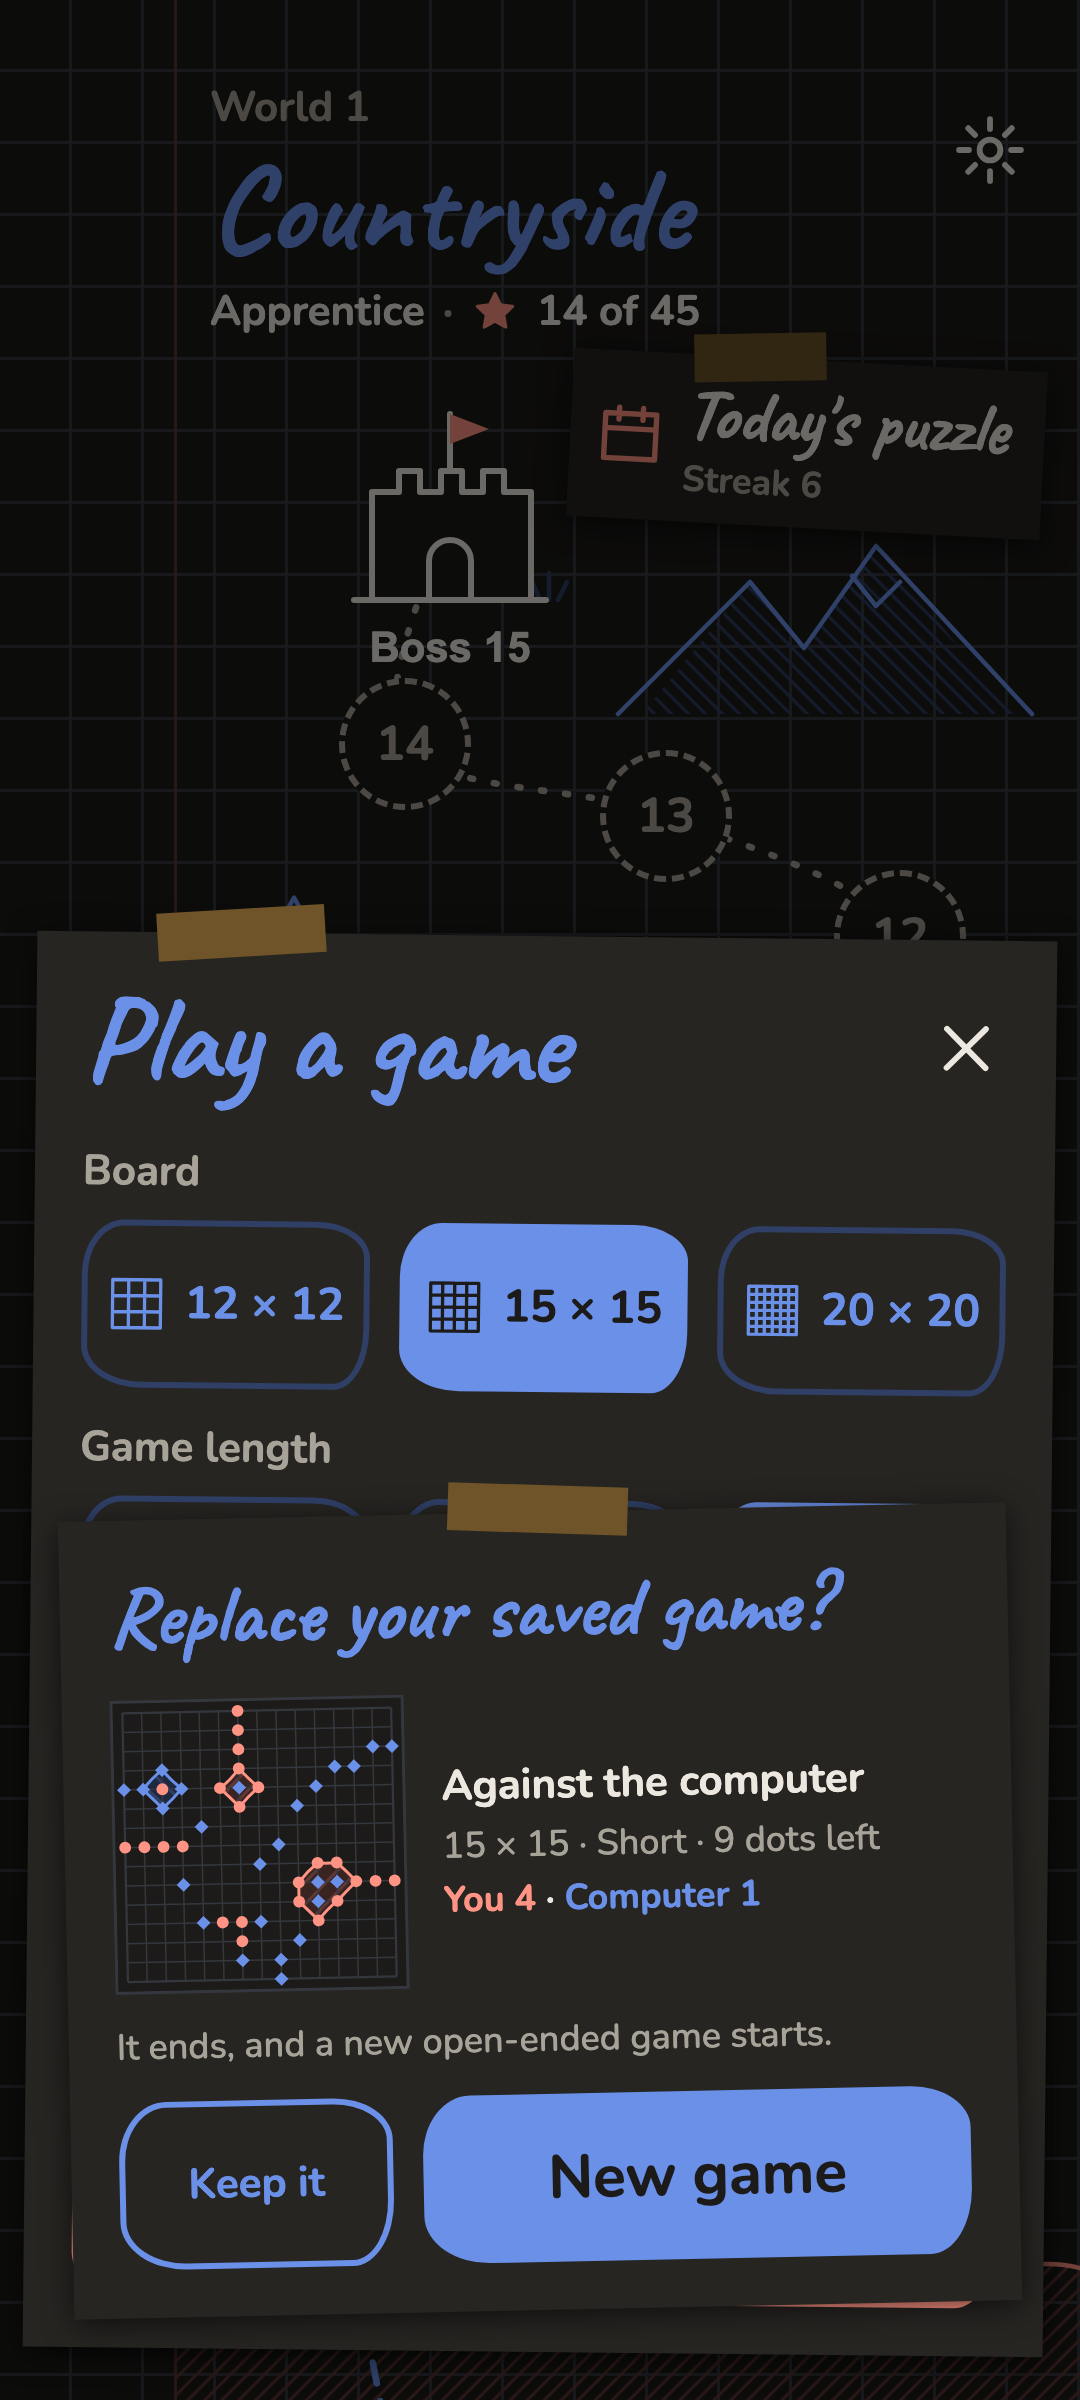 World 1
Countryside
Apprentice · 14 of 45
Today's puzzle
Streak 6
Boss 15
14
13
12
Play a game
Board
12 × 12
15 × 15
20 × 20
Game length
Replace your saved game?
Against the computer
15 × 15 · Short · 9 dots left
You 4 · Computer 1
It ends, and a new open-ended game starts.
Keep it
New game